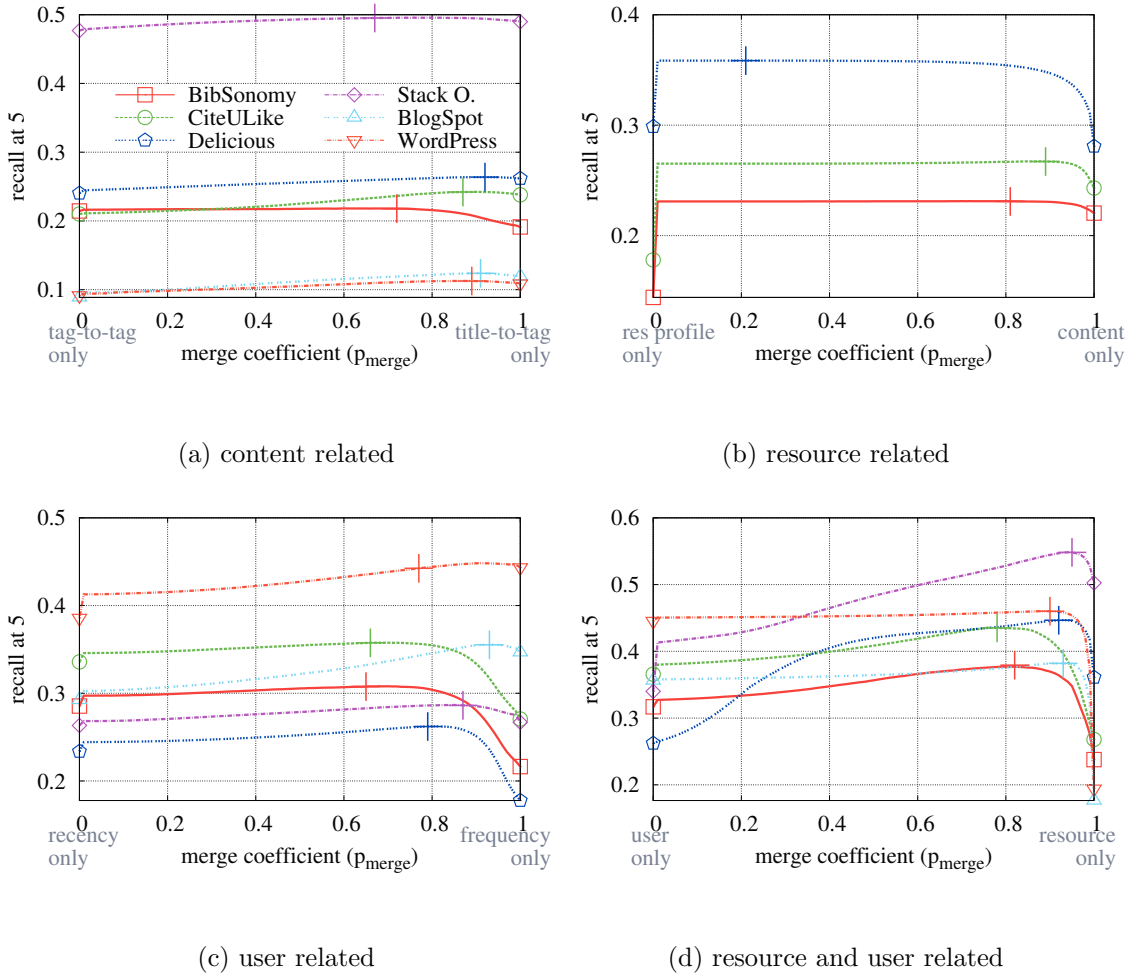 0.5
0.4
0.3
0.2
0.1
recall at 5
BibSonomy
CiteULike
Delicious
Stack O.
BlogSpot
WordPress
0 0.2 0.4 0.6 0.8 1
tag-to-tag only
title-to-tag only
merge coefficient (p_merge)
(a) content related
0.4
0.3
0.2
recall at 5
0 0.2 0.4 0.6 0.8 1
res profile only
content only
merge coefficient (p_merge)
(b) resource related
0.5
0.4
0.3
0.2
recall at 5
0 0.2 0.4 0.6 0.8 1
recency only
frequency only
merge coefficient (p_merge)
(c) user related
0.6
0.5
0.4
0.3
0.2
recall at 5
0 0.2 0.4 0.6 0.8 1
user only
resource only
merge coefficient (p_merge)
(d) resource and user related